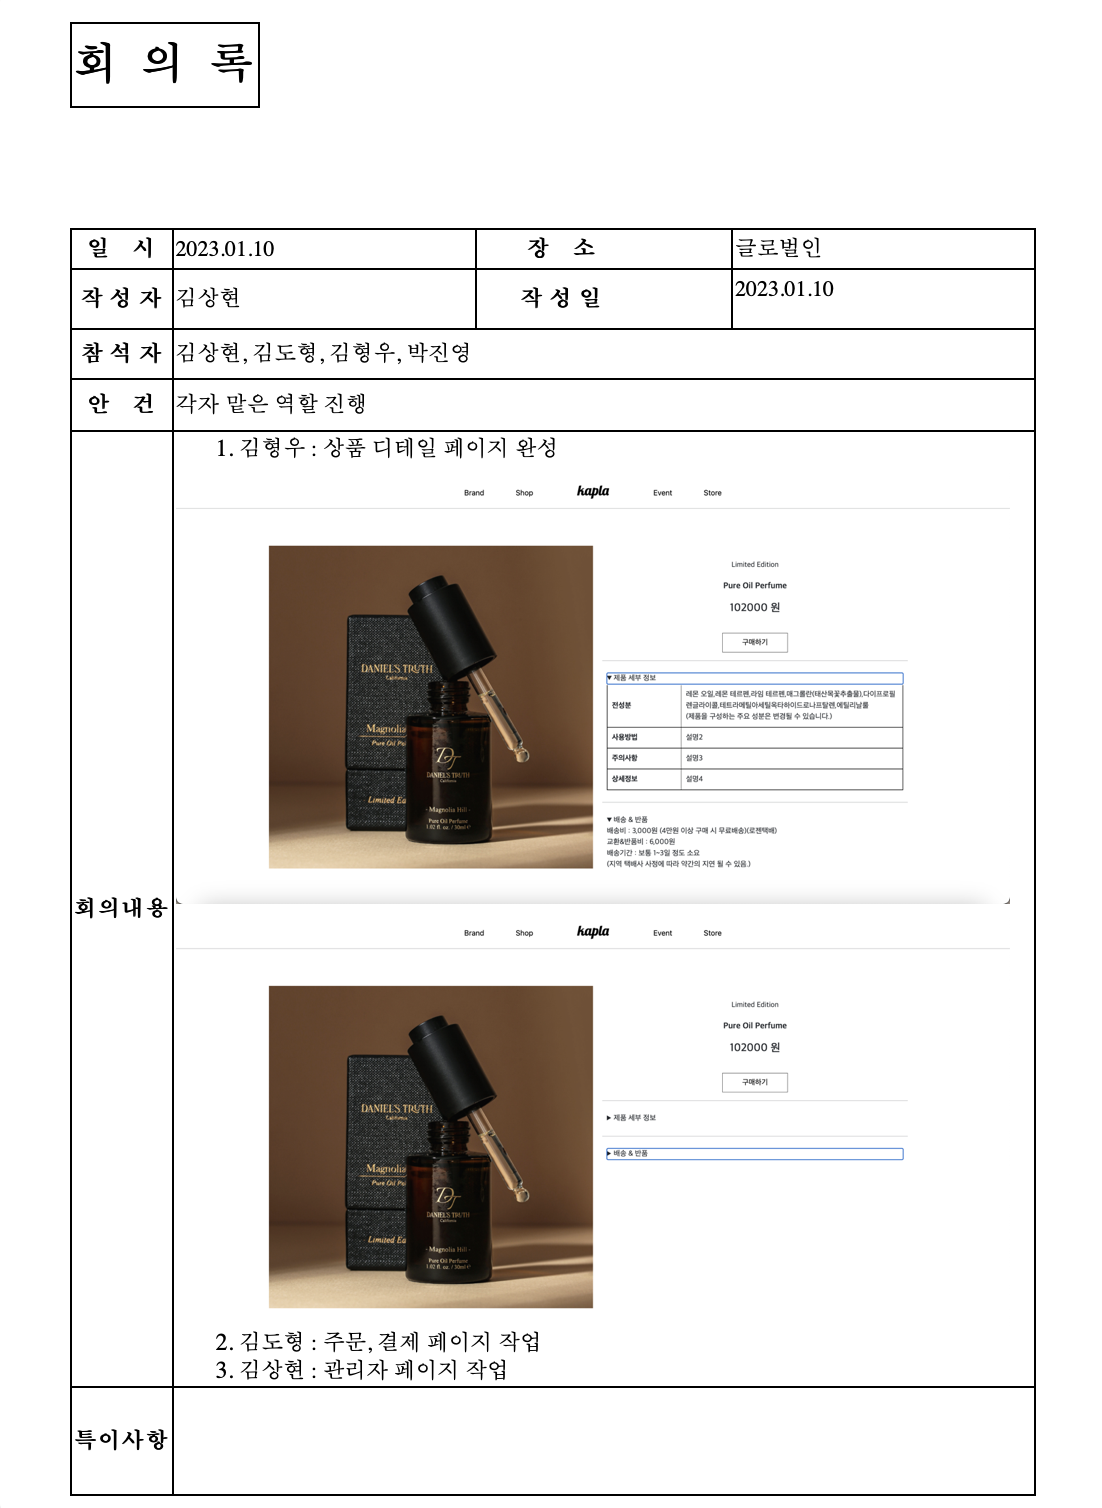 회 의 록
일 시 2023.01.10 장 소 글로벌인
작 성 자 김상현 작 성 일 2023.01.10
참 석 자 김상현, 김도형, 김형우, 박진영
안 건 각자 맡은 역할 진행
회의내용
1. 김형우 : 상품 디테일 페이지 완성
Brand Shop kapla Event Store
DANIEL'S TRUTH
California
Magnolia
Pure Oil Pe
Limited Ed
DT
DANIEL'S TRUTH
California
- Magnolia Hill -
Pure Oil Perfume
1.02 fl. oz. / 30ml e
Limited Edition
Pure Oil Perfume
102000 원
구매하기
▼ 제품 세부 정보
전성분 레몬 오일,레몬 테르펜,라임 테르펜,매그롤란(태산목꽃추출물),다이프로필
렌글라이콜,테트라메틸아세틸옥타하이드로나프탈렌,에틸리날룰
(제품을 구성하는 주요 성분은 변경될 수 있습니다.)
사용방법 설명2
주의사항 설명3
상세정보 설명4
▼ 배송 & 반품
배송비 : 3,000원 (4만원 이상 구매 시 무료배송)(로젠택배)
교환&반품비 : 6,000원
배송기간 : 보통 1~3일 정도 소요
(지역 택배사 사정에 따라 약간의 지연 될 수 있음.)
Brand Shop kapla Event Store
DANIEL'S TRUTH
California
Magnolia
Pure Oil Pe
Limited Ed
DT
DANIEL'S TRUTH
California
- Magnolia Hill -
Pure Oil Perfume
1.02 fl. oz. / 30ml e
Limited Edition
Pure Oil Perfume
102000 원
구매하기
▶ 제품 세부 정보
▶ 배송 & 반품
2. 김도형 : 주문, 결제 페이지 작업
3. 김상현 : 관리자 페이지 작업
특이사항